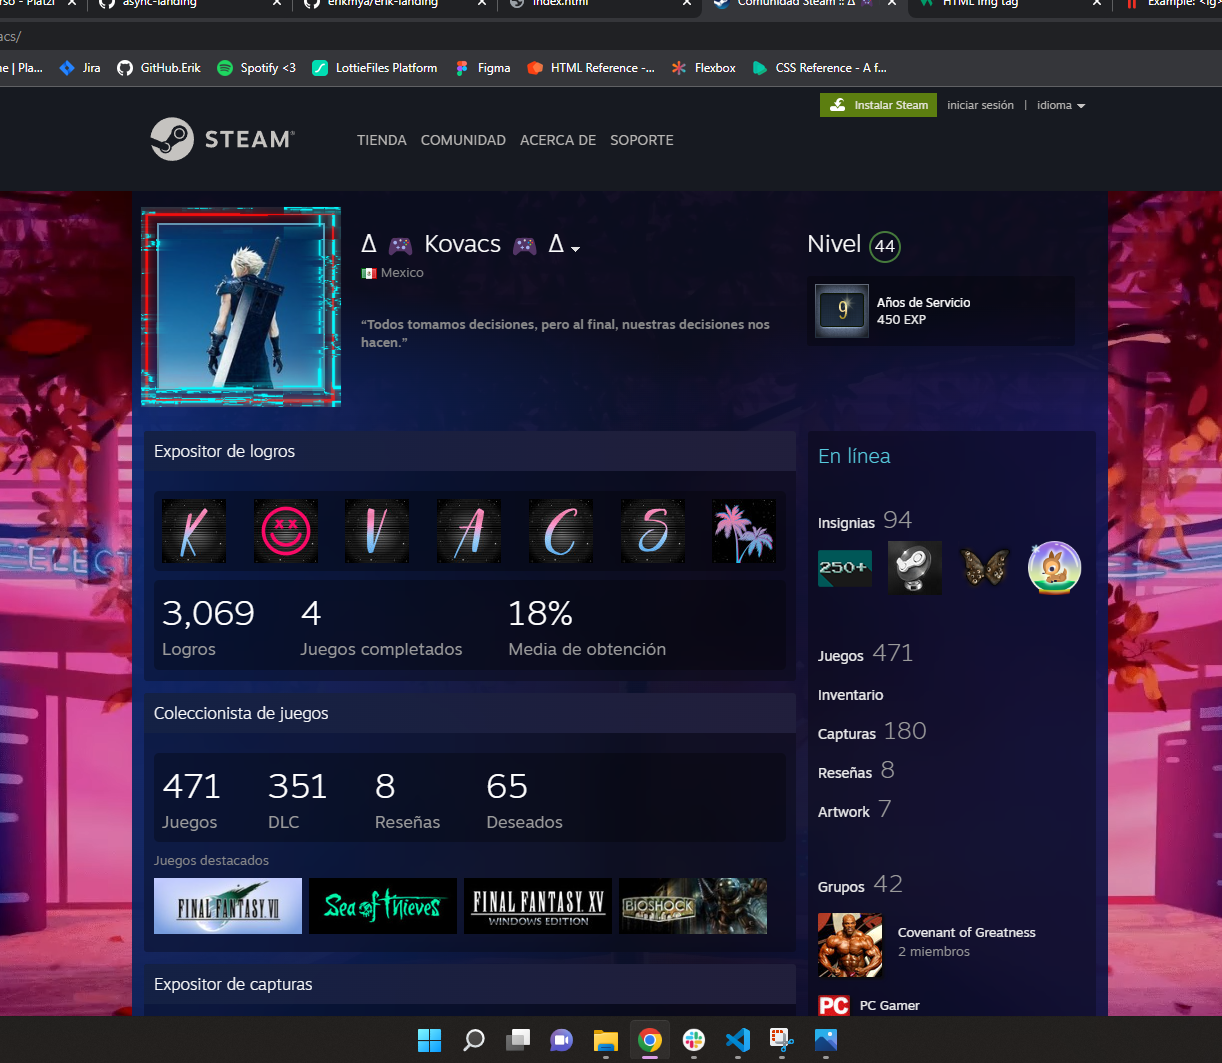 rso - Platzi
async-landing
erikmya/erik-landing
index.html
Comunidad Steam :: Δ 🎮
HTML img tag
Example: <lg>
acs/
ne | Pla...
Jira
GitHub.Erik
Spotify <3
LottieFiles Platform
Figma
HTML Reference -...
Flexbox
CSS Reference - A f...
Instalar Steam
iniciar sesión | idioma
STEAM®
TIENDA COMUNIDAD ACERCA DE SOPORTE
Δ 🎮 Kovacs 🎮 Δ
Mexico
“Todos tomamos decisiones, pero al final, nuestras decisiones nos
hacen.”
Nivel 44
9
Años de Servicio
450 EXP
Expositor de logros
K V A C S
3,069 4 18%
Logros Juegos completados Media de obtención
Coleccionista de juegos
471 351 8 65
Juegos DLC Reseñas Deseados
Juegos destacados
FINAL FANTASY VII
Sea of Thieves
FINAL FANTASY XV
WINDOWS EDITION
BIOSHOCK
Expositor de capturas
En línea
Insignias 94
250+
Juegos 471
Inventario
Capturas 180
Reseñas 8
Artwork 7
Grupos 42
Covenant of Greatness
2 miembros
PC
PC Gamer
ELECT